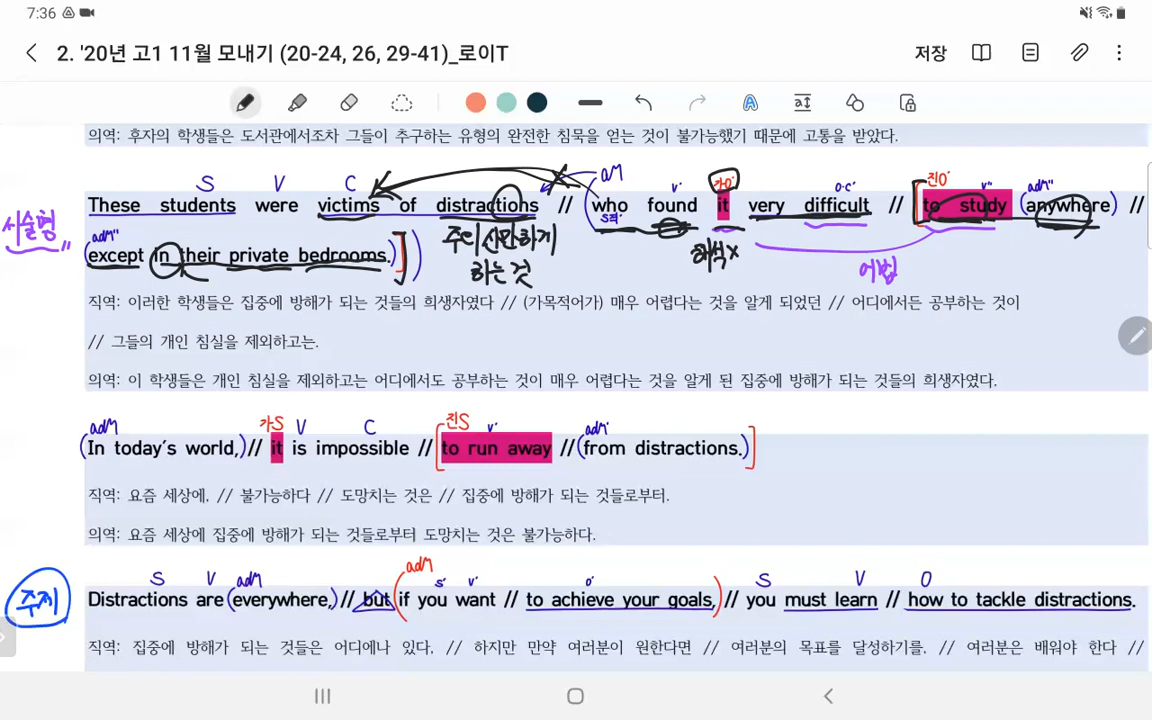 7:36
2. '20년 고1 11월 모내기 (20-24, 26, 29-41)_로이T
저장
의역: 후자의 학생들은 도서관에서조차 그들이 추구하는 유형의 완전한 침묵을 얻는 것이 불가능했기 때문에 고통을 받았다.
S V C adM 가O' 진O'
v' o·c' v" adM"
These students were victims of distractions // (who found it very difficult // [to study (anywhere) //
서술형 S관 adM"
(except in their private bedrooms.)])
주의 산만하게 하는 것
해석x
어법
직역: 이러한 학생들은 집중에 방해가 되는 것들의 희생자였다 // (가목적어가) 매우 어렵다는 것을 알게 되었던 // 어디에서든 공부하는 것이
// 그들의 개인 침실을 제외하고는.
의역: 이 학생들은 개인 침실을 제외하고는 어디에서도 공부하는 것이 매우 어렵다는 것을 알게 된 집중에 방해가 되는 것들의 희생자였다.
adM 가S V C 진S v' adM'
(In today's world,) // it is impossible // [to run away // (from distractions.)]
직역: 요즘 세상에, // 불가능하다 // 도망치는 것은 // 집중에 방해가 되는 것들로부터.
의역: 요즘 세상에 집중에 방해가 되는 것들로부터 도망치는 것은 불가능하다.
adM
S V adM s' v' o' S V O
주제 Distractions are (everywhere,) // but (if you want // to achieve your goals,) // you must learn // how to tackle distractions.
직역: 집중에 방해가 되는 것들은 어디에나 있다, // 하지만 만약 여러분이 원한다면 // 여러분의 목표를 달성하기를, // 여러분은 배워야 한다 //